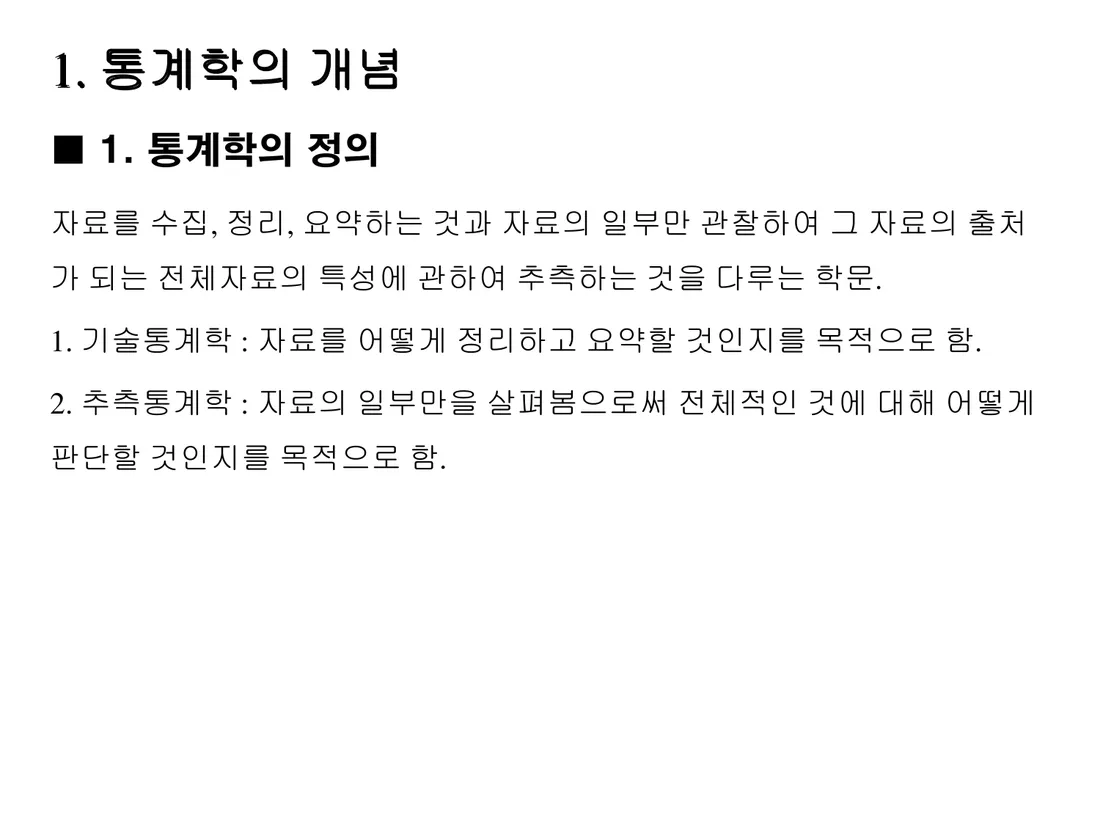 1. 통계학의 개념
■ 1. 통계학의 정의
자료를 수집, 정리, 요약하는 것과 자료의 일부만 관찰하여 그 자료의 출처
가 되는 전체자료의 특성에 관하여 추측하는 것을 다루는 학문.
1. 기술통계학 : 자료를 어떻게 정리하고 요약할 것인지를 목적으로 함.
2. 추측통계학 : 자료의 일부만을 살펴봄으로써 전체적인 것에 대해 어떻게
판단할 것인지를 목적으로 함.